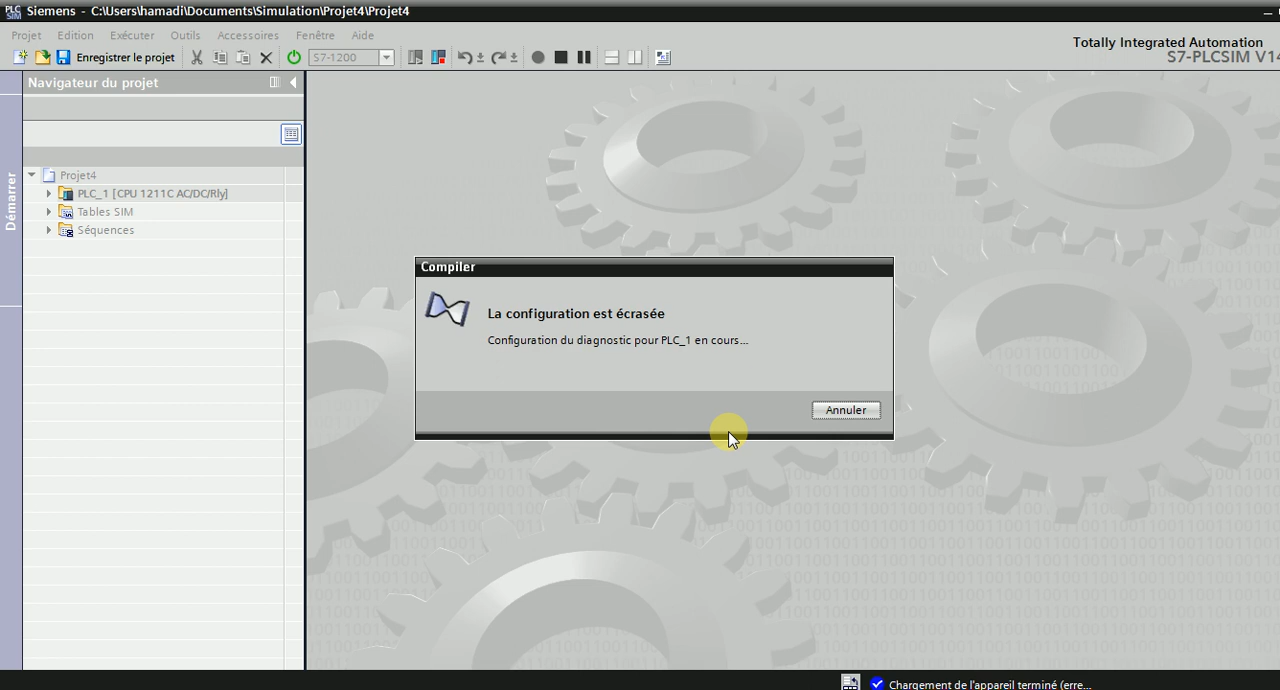 PLC SIM Siemens - C:\Users\hamadi\Documents\Simulation\Projet4\Projet4
Projet Edition Exécuter Outils Accessoires Fenêtre Aide
Totally Integrated Automation
Enregistrer le projet S7-1200
S7-PLCSIM V14
Navigateur du projet
Démarrer
Projet4
PLC_1 [CPU 1211C AC/DC/Rly]
Tables SIM
Séquences
Compiler
La configuration est écrasée
Configuration du diagnostic pour PLC_1 en cours...
Annuler
Chargement de l'appareil terminé (erre...